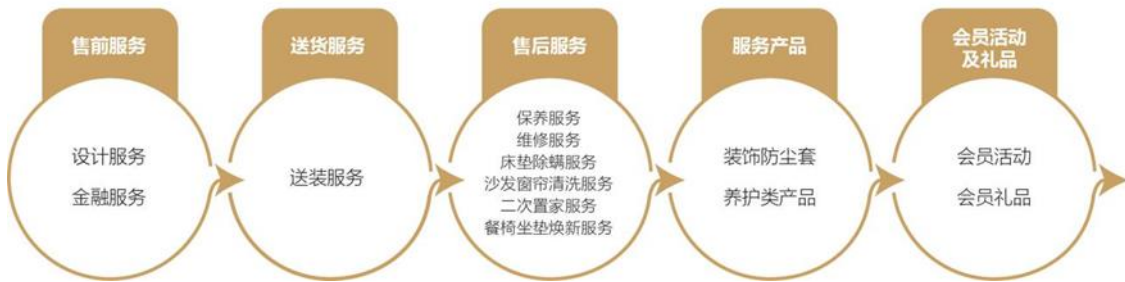 售前服务
设计服务
金融服务
送货服务
送装服务
售后服务
保养服务
维修服务
床垫除螨服务
沙发窗帘清洗服务
二次置家服务
餐椅坐垫焕新服务
服务产品
装饰防尘套
养护类产品
会员活动
及礼品
会员活动
会员礼品